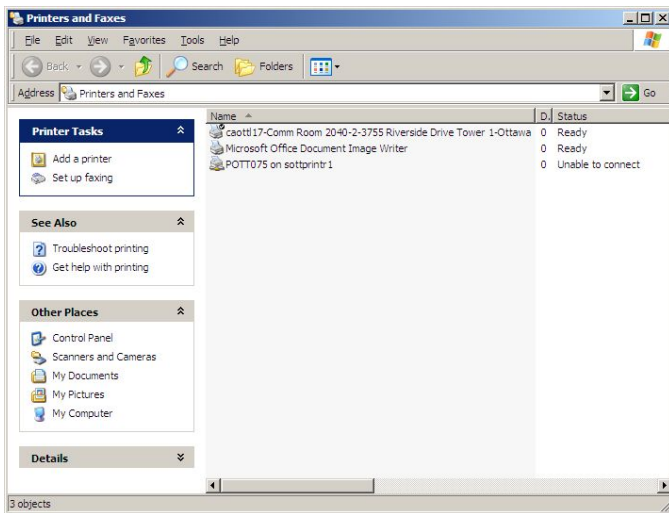 Printers and Faxes
File Edit View Favorites Tools Help
Back Search Folders
Address Printers and Faxes Go
Name D. Status
Printer Tasks
Add a printer
Set up faxing
See Also
Troubleshoot printing
Get help with printing
Other Places
Control Panel
Scanners and Cameras
My Documents
My Pictures
My Computer
Details
caottl17-Comm Room 2040-2-3755 Riverside Drive Tower 1-Ottawa 0 Ready
Microsoft Office Document Image Writer 0 Ready
POTT075 on sottprintr1 0 Unable to connect
3 objects